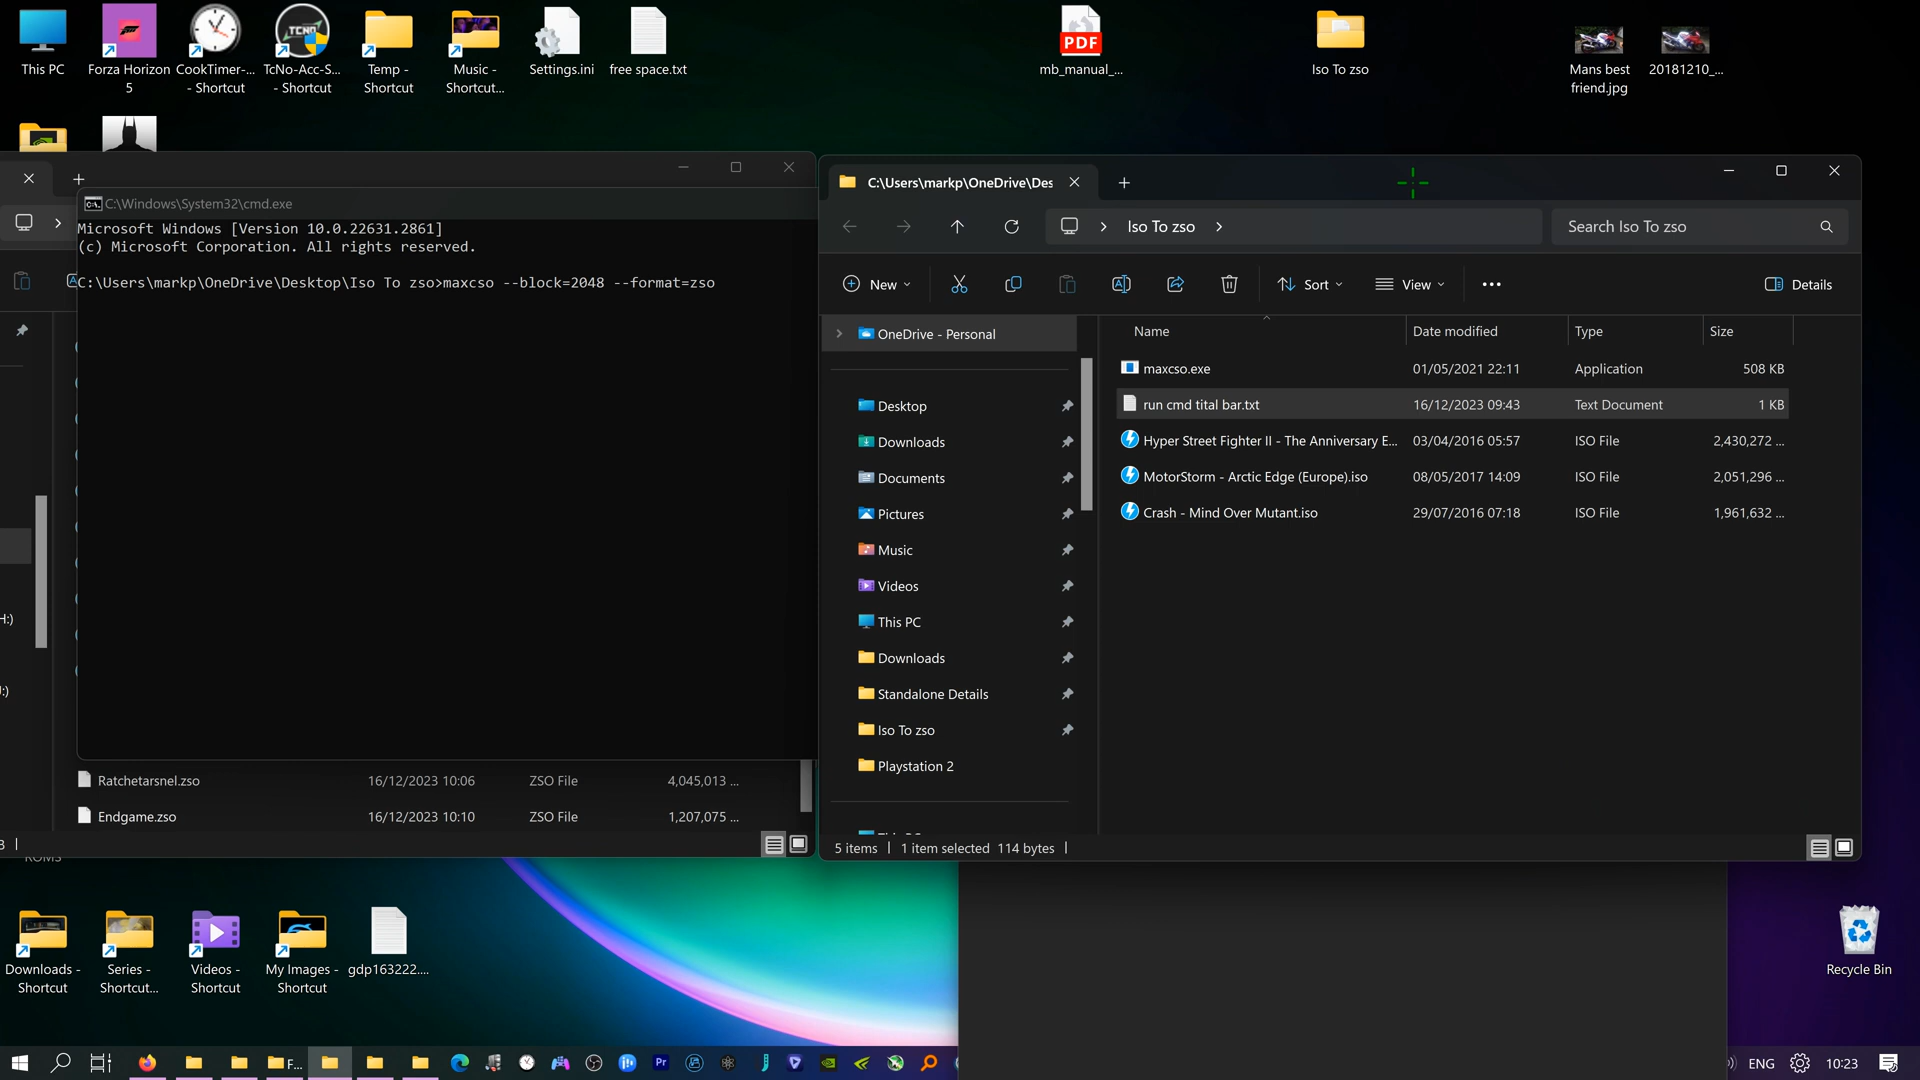 This PC
Forza Horizon
5
CookTimer-...
- Shortcut
TcNo-Acc-S...
- Shortcut
Temp -
Shortcut
Music -
Shortcut...
Settings.ini
free space.txt
PDF
mb_manual_...
Iso To zso
Mans best
friend.jpg
20181210_...
TCNO
C:\Windows\System32\cmd.exe
Microsoft Windows [Version 10.0.22631.2861]
(c) Microsoft Corporation. All rights reserved.
C:\Users\markp\OneDrive\Desktop\Iso To zso>maxcso --block=2048 --format=zso
H:)
Ratchetarsnel.zso 16/12/2023 10:06 ZSO File 4,045,013 ...
Endgame.zso 16/12/2023 10:10 ZSO File 1,207,075 ...
C:\Users\markp\OneDrive\Des
Iso To zso
Search Iso To zso
New
Sort
View
Details
OneDrive - Personal
Desktop
Downloads
Documents
Pictures
Music
Videos
This PC
Downloads
Standalone Details
Iso To zso
Playstation 2
Name Date modified Type Size
maxcso.exe 01/05/2021 22:11 Application 508 KB
run cmd tital bar.txt 16/12/2023 09:43 Text Document 1 KB
Hyper Street Fighter II - The Anniversary E... 03/04/2016 05:57 ISO File 2,430,272 ...
MotorStorm - Arctic Edge (Europe).iso 08/05/2017 14:09 ISO File 2,051,296 ...
Crash - Mind Over Mutant.iso 29/07/2016 07:18 ISO File 1,961,632 ...
5 items 1 item selected 114 bytes
Downloads -
Shortcut
Series -
Shortcut...
Videos -
Shortcut
My Images -
Shortcut
gdp163222....
Recycle Bin
F...
Pr
ENG
10:23